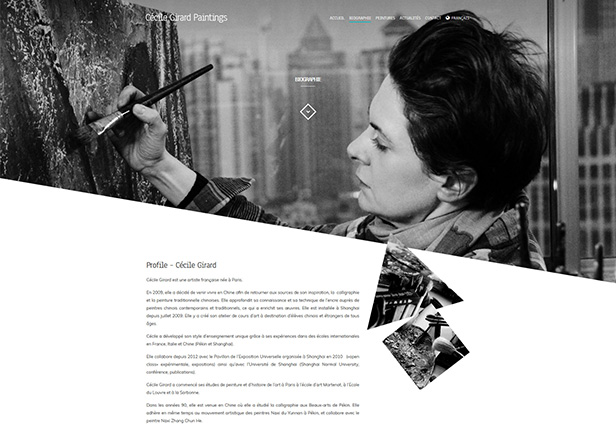 Cécile Girard Paintings
ACCUEIL BIOGRAPHIE PEINTURES ACTUALITÉS CONTACT FRANÇAIS
BIOGRAPHIE
Profile – Cécile Girard
Cécile Girard est une artiste française née à Paris.
En 2009, elle a décidé de venir vivre en Chine afin de retourner aux sources de son inspiration, la calligraphie
et la peinture traditionnelle chinoises. Elle approfondit sa connaissance et sa technique de l'encre auprès de
peintres chinois contemporains et traditionnels, ce qui a enrichit ses œuvres. Elle est installée à Shanghai
depuis juillet 2009. Elle y a créé son atelier de cours d'art à destination d'élèves chinois et étrangers de tous
âges.
Cécile a développé son style d'enseignement unique grâce à ses expériences dans des écoles internationales
en France, Italie et Chine (Pékin et Shanghai).
Elle collabore depuis 2012 avec le Pavillon de l'Exposition Universelle organisée à Shanghai en 2010 (open
class expérimentale, expositions) ainsi qu'avec l'Université de Shanghai (Shanghai Normal University,
conférence, publications).
Cécile Girard a commencé ses études de peinture et d'histoire de l'art à Paris à l'école d'art Martenot, à L'Ecole
du Louvre et à la Sorbonne.
Dans les années 90, elle est venue en Chine où elle a étudié la calligraphie aux Beaux-arts de Pékin. Elle
adhère en même temps au mouvement artistique des peintres Naxi du Yunnan à Pékin, et collabore avec le
peintre Naxi Zhang Chun He.